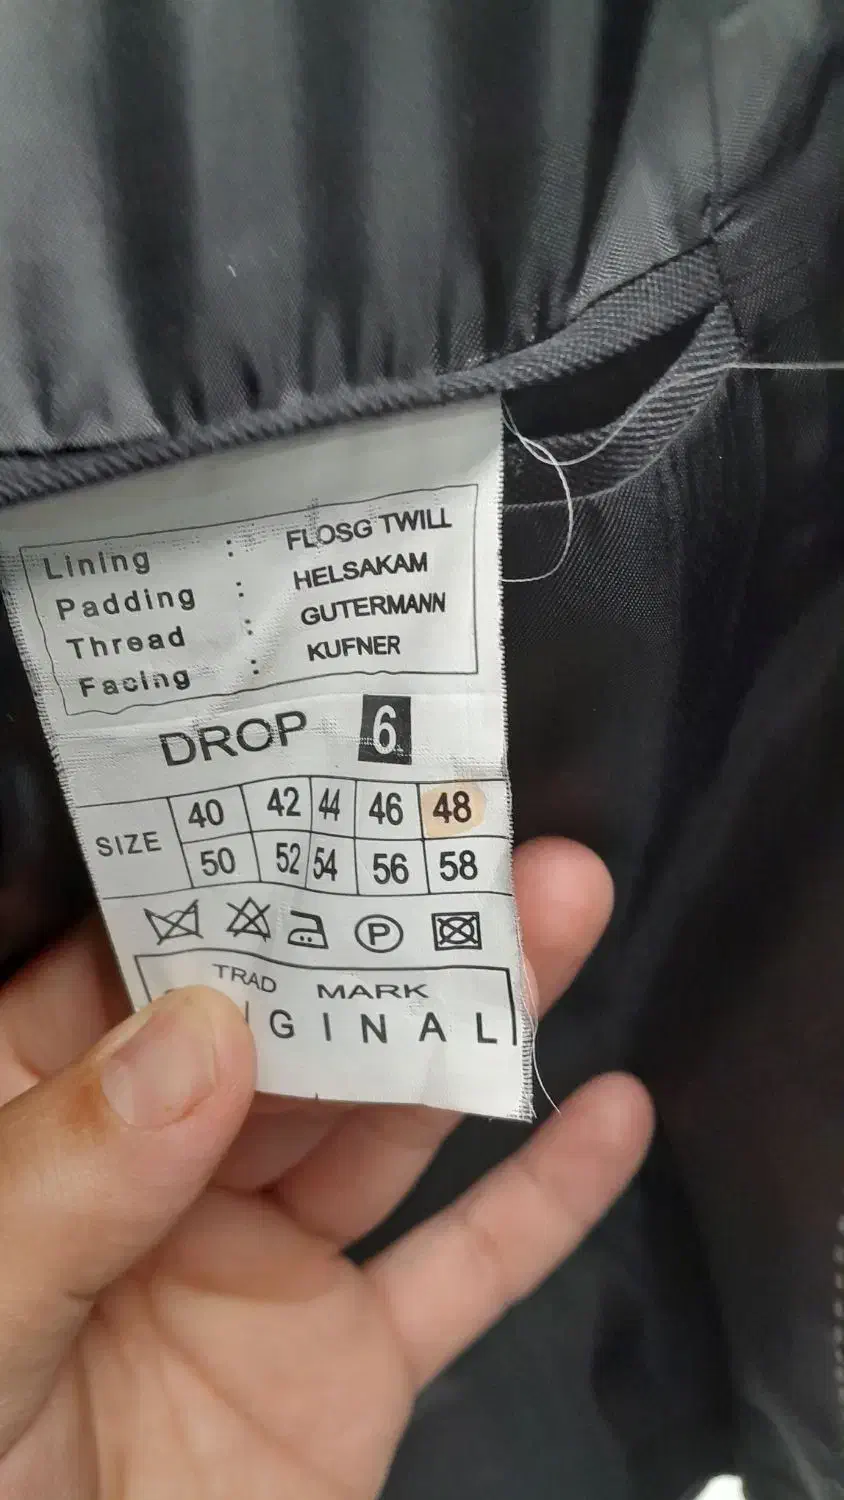 Lining : FLOSG TWILL
Padding : HELSAKAM
Thread : GUTERMANN
Facing : KUFNER
DROP 6
SIZE
40 42 44 46 48
50 52 54 56 58
P
TRAD MARK